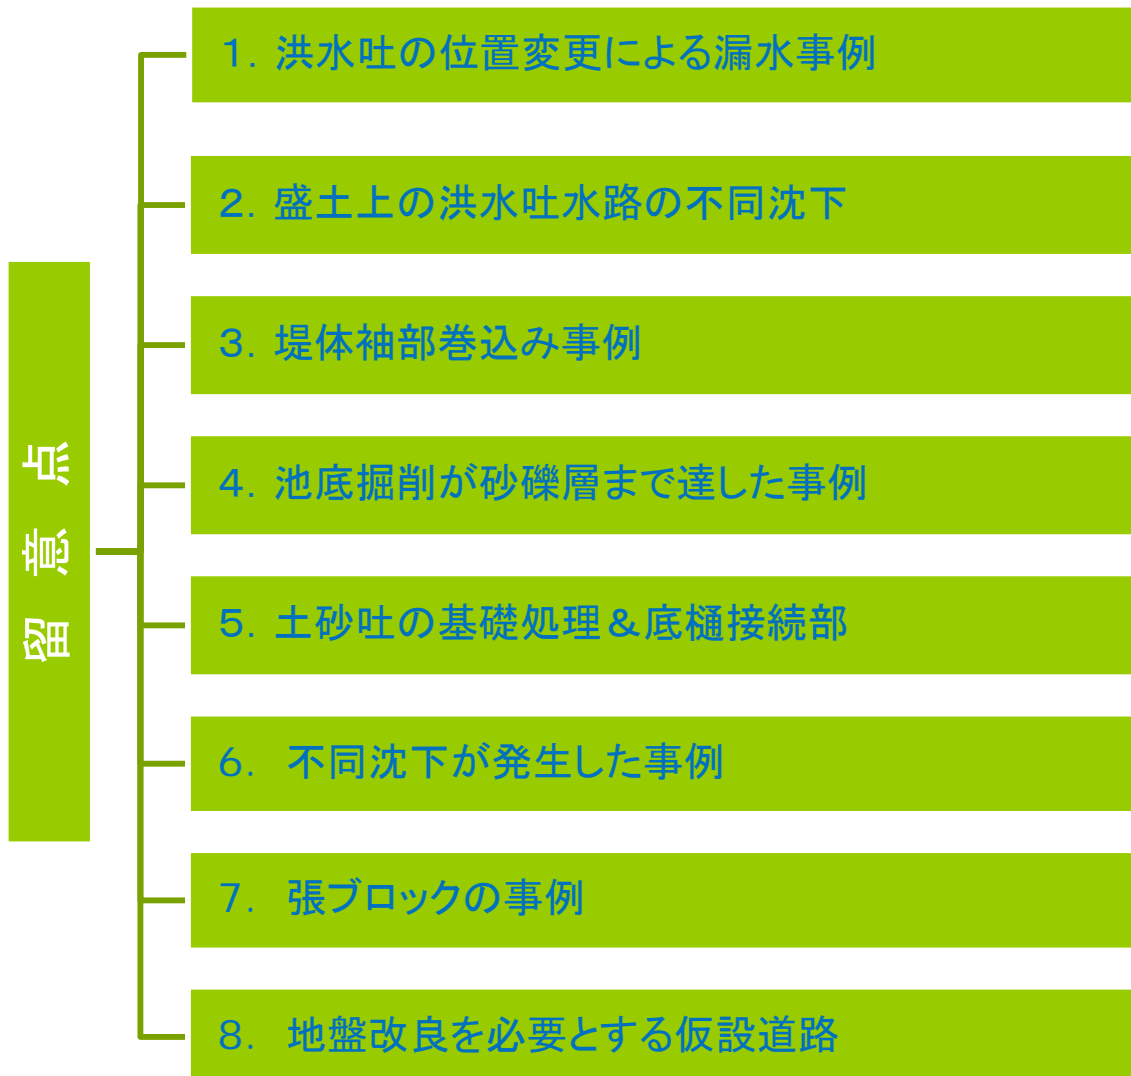 留意点
１．洪水吐の位置変更による漏水事例
２．盛土上の洪水吐水路の不同沈下
３．堤体袖部巻込み事例
４．池底掘削が砂礫層まで達した事例
５．土砂吐の基礎処理＆底樋接続部
６． 不同沈下が発生した事例
７． 張ブロックの事例
８． 地盤改良を必要とする仮設道路